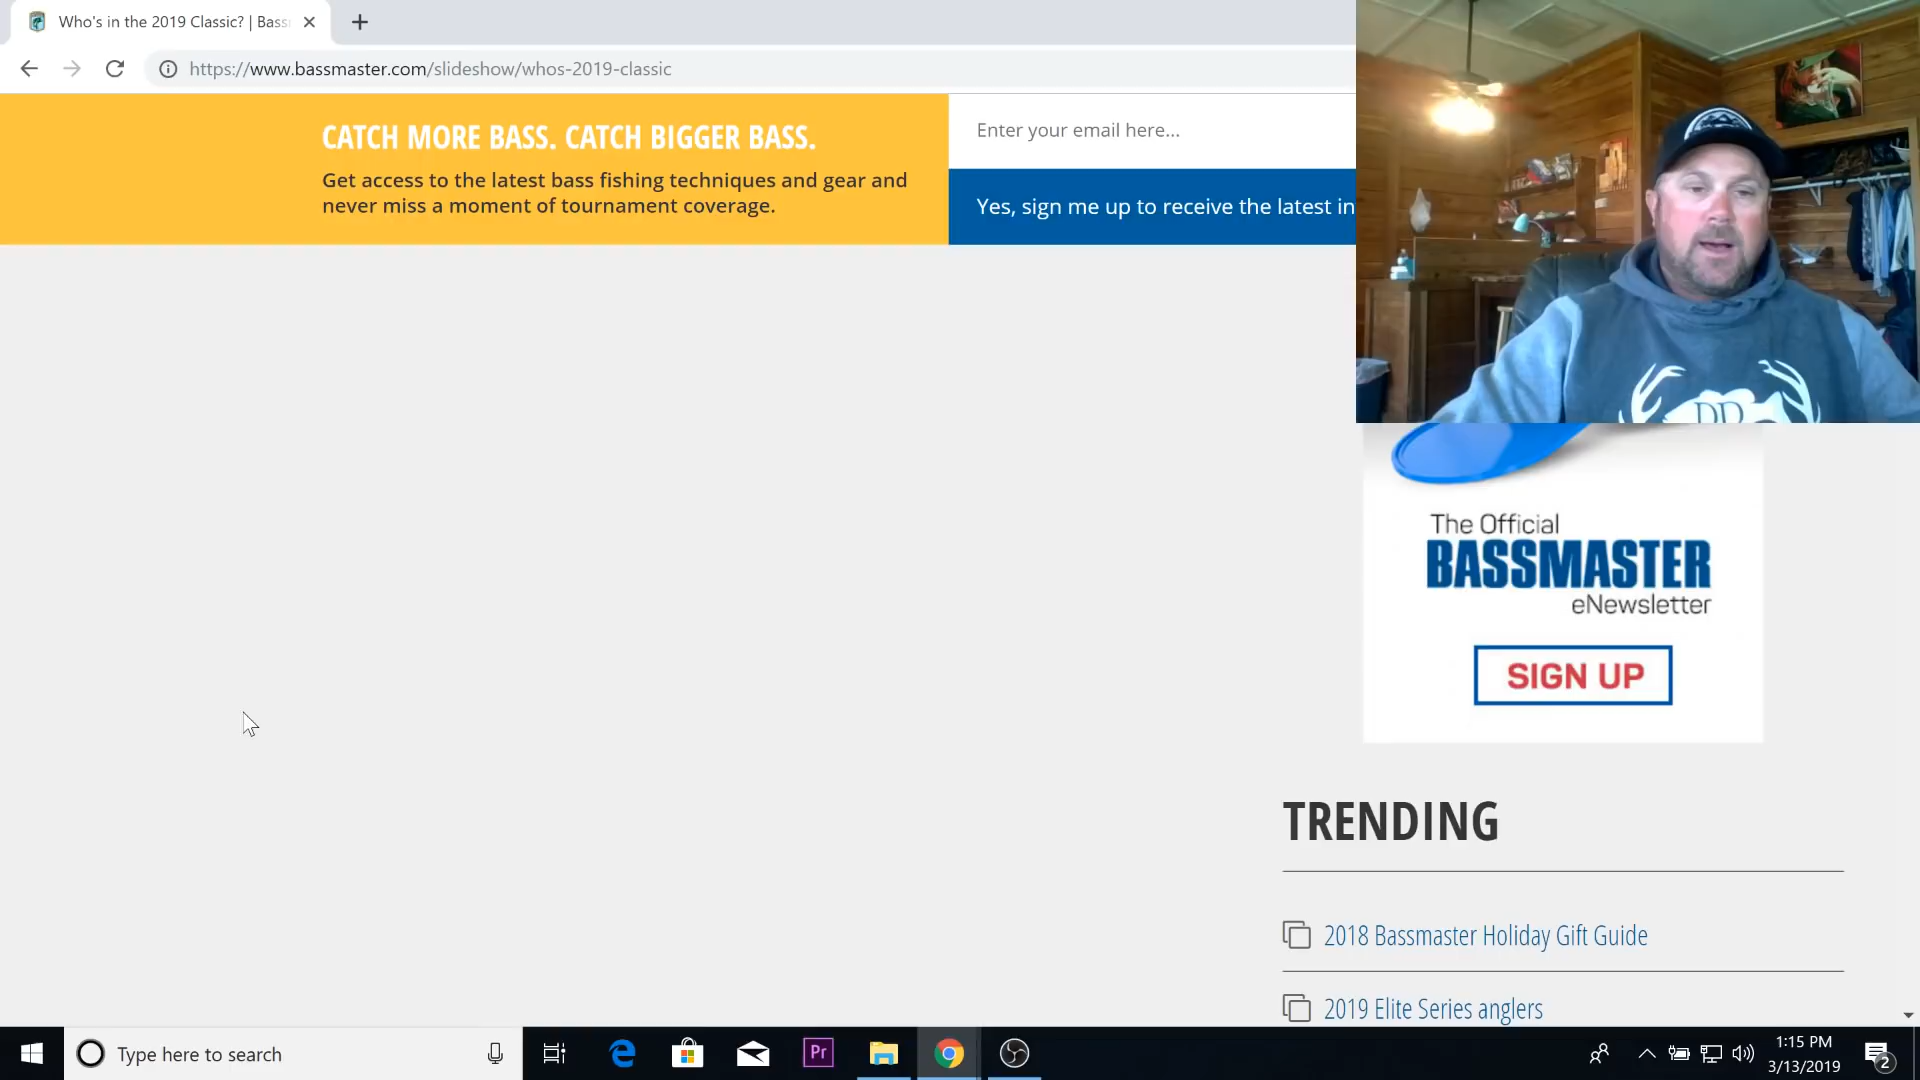 Who's in the 2019 Classic? | Bass
https://www.bassmaster.com/slideshow/whos-2019-classic
CATCH MORE BASS. CATCH BIGGER BASS.
Get access to the latest bass fishing techniques and gear and
never miss a moment of tournament coverage.
Enter your email here...
Yes, sign me up to receive the latest in
DD
The Official
BASSMASTER
eNewsletter
SIGN UP
TRENDING
2018 Bassmaster Holiday Gift Guide
2019 Elite Series anglers
Type here to search
Pr
1:15 PM
3/13/2019
2